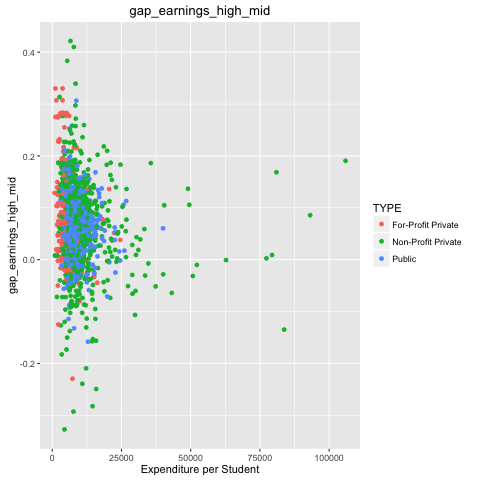 gap_earnings_high_mid
gap_earnings_high_mid
0.4
0.2
0.0
-0.2
0
25000
50000
75000
100000
Expenditure per Student
TYPE
For-Profit Private
Non-Profit Private
Public